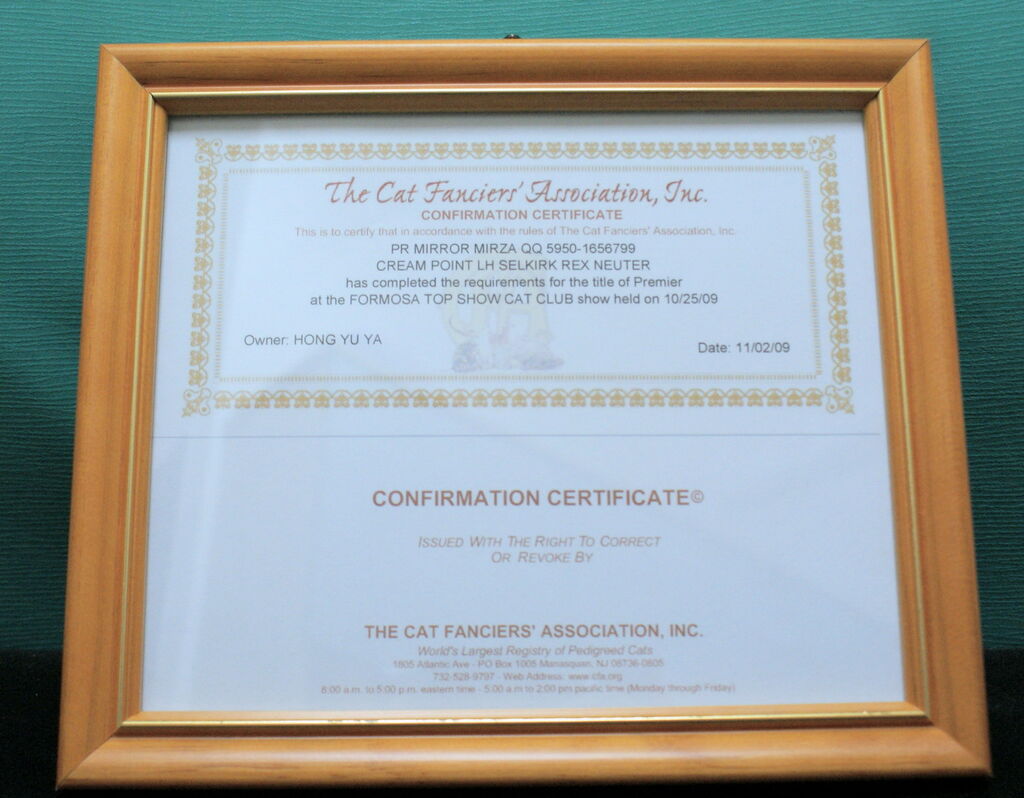 The Cat Fanciers' Association, Inc.
CONFIRMATION CERTIFICATE
This is to certify that in accordance with the rules of The Cat Fanciers' Association, Inc.
PR MIRROR MIRZA QQ 5950-1656799
CREAM POINT LH SELKIRK REX NEUTER
has completed the requirements for the title of Premier
at the FORMOSA TOP SHOW CAT CLUB show held on 10/25/09
Owner: HONG YU YA
Date: 11/02/09
CONFIRMATION CERTIFICATE©
ISSUED WITH THE RIGHT TO CORRECT
OR REVOKE BY
THE CAT FANCIERS' ASSOCIATION, INC.
World's Largest Registry of Pedigreed Cats
1805 Atlantic Ave - PO Box 1005 Manasquan, NJ 08736-0805
732-528-9797 - Web Address: www.cfa.org
8:00 a.m. to 5:00 p.m. eastern time - 5:00 a.m to 2:00 pm pacific time (Monday through Friday)